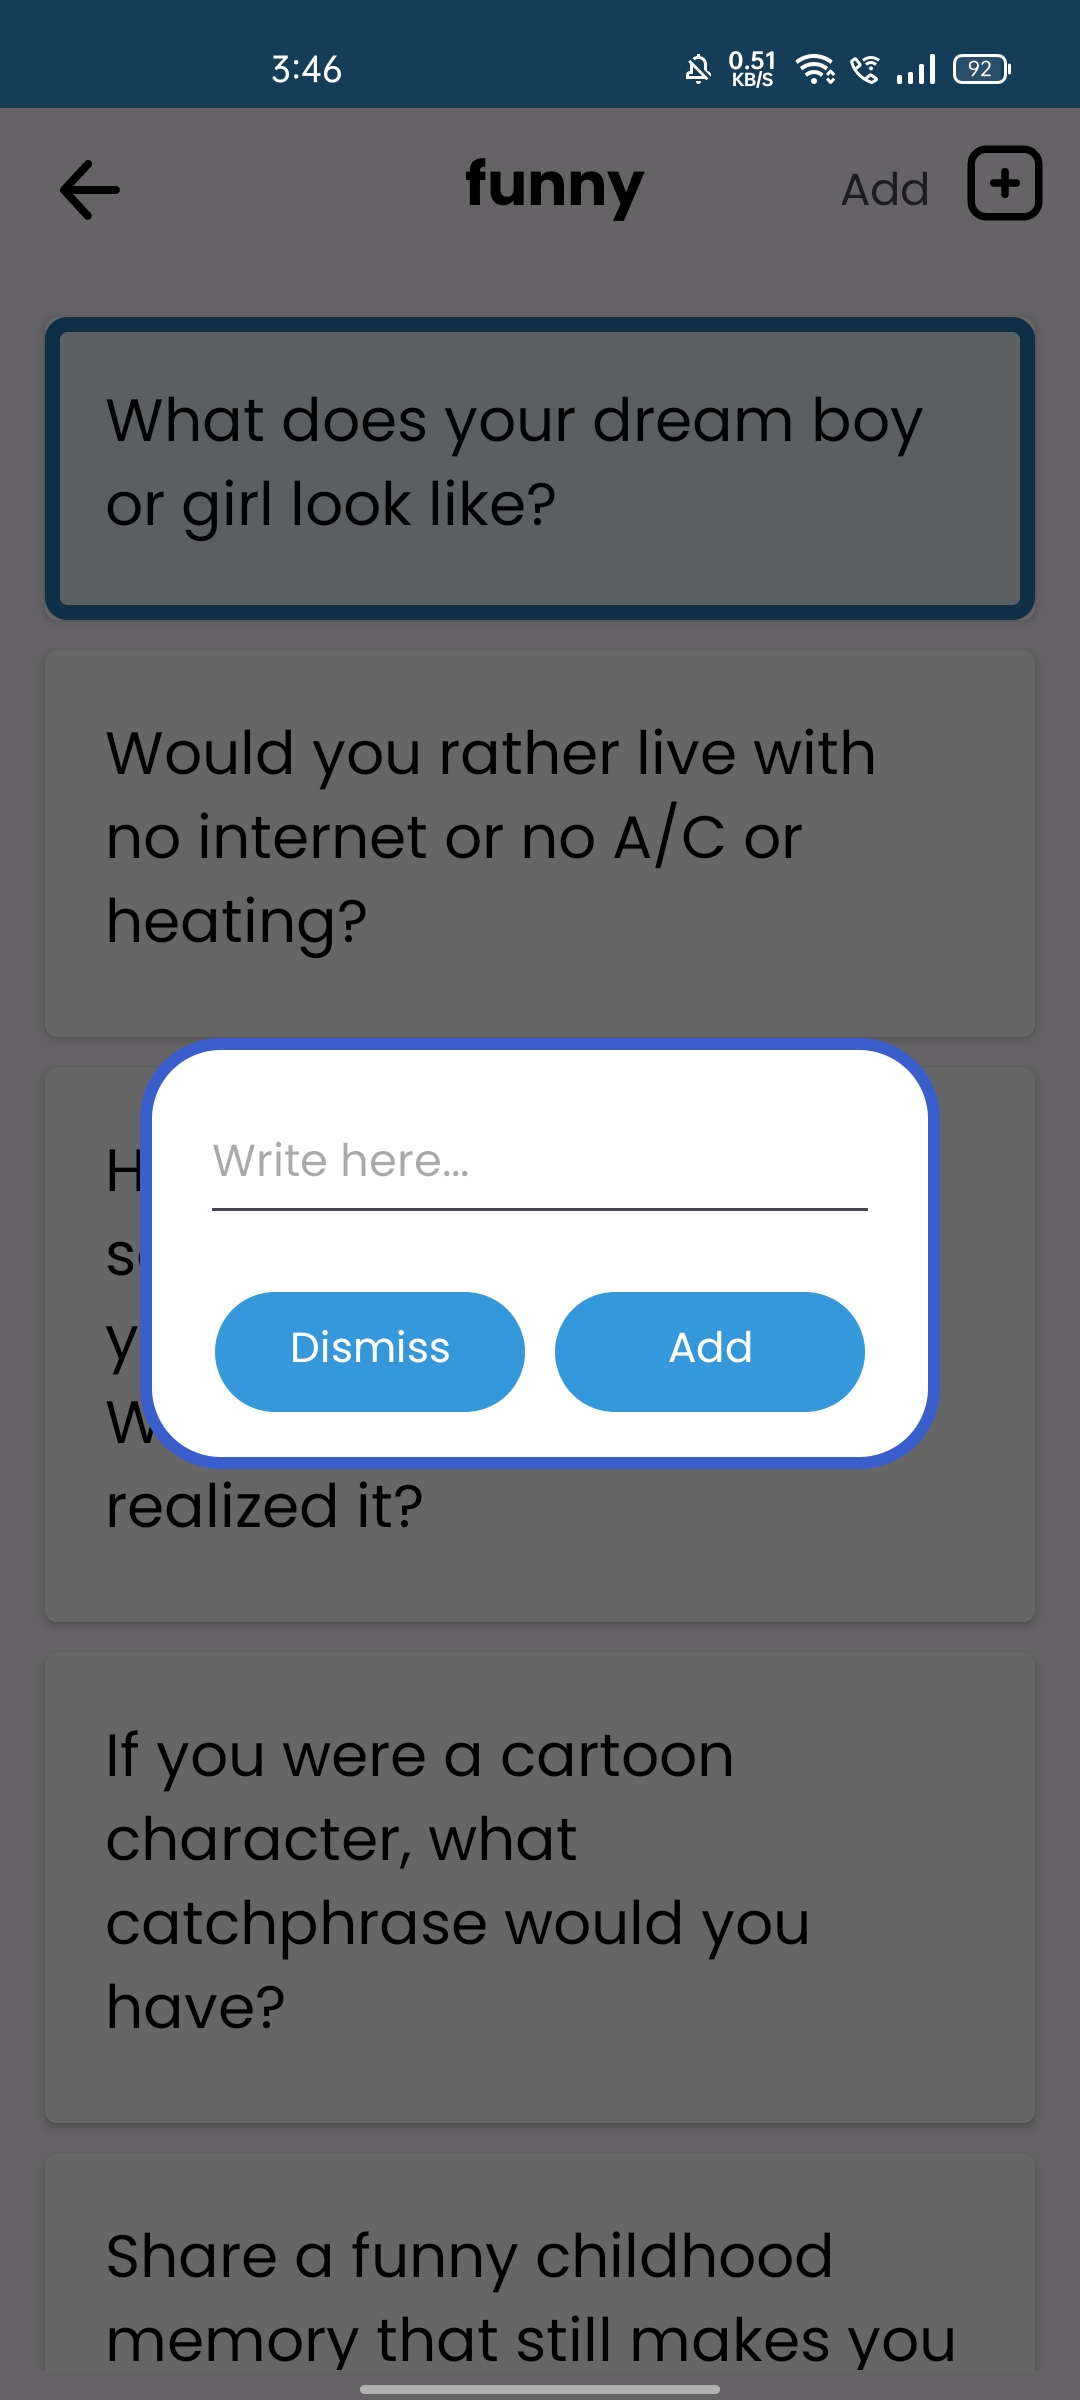 3:46
0.51
KB/S
92
funny
Add
What does your dream boy
or girl look like?
Would you rather live with
no internet or no A/C or
heating?
Write here...
Dismiss
Add
realized it?
If you were a cartoon
character, what
catchphrase would you
have?
Share a funny childhood
memory that still makes you